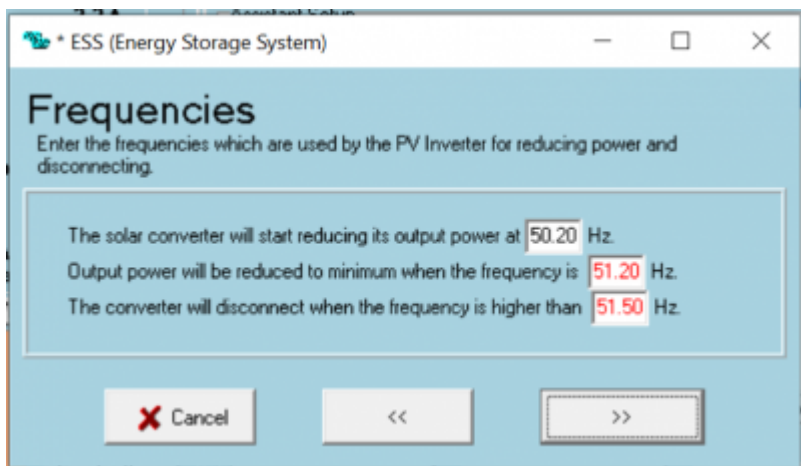 Assistant Setup
* ESS (Energy Storage System)
Frequencies
Enter the frequencies which are used by the PV Inverter for reducing power and
disconnecting.
The solar converter will start reducing its output power at 50.20 Hz.
Output power will be reduced to minimum when the frequency is 51.20 Hz.
The converter will disconnect when the frequency is higher than 51.50 Hz.
Cancel << >>